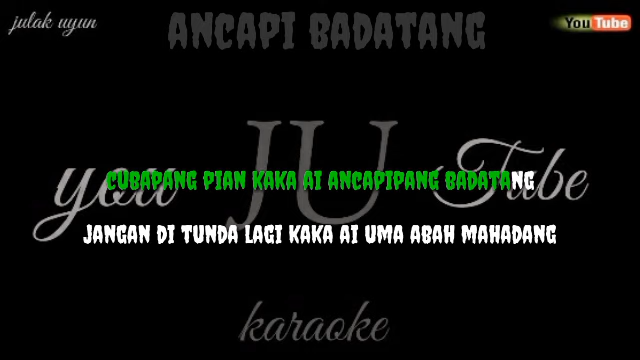 julak uyun
ANCAPI BADATANG
YouTube
you JU Tube
CUBAPANG PIAN KAKA AI ANCAPIPANG BADATANG
JANGAN DI TUNDA LAGI KAKA AI UMA ABAH MAHADANG
karaoke